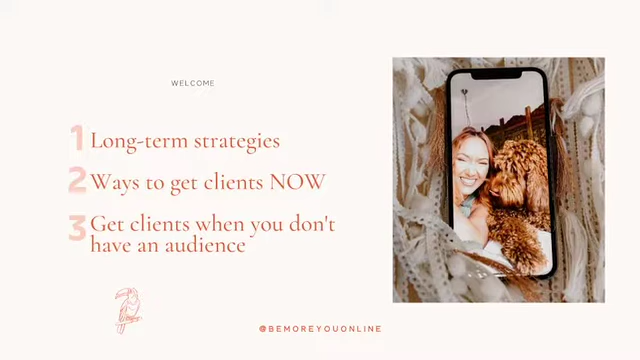 WELCOME
1 Long-term strategies
2 Ways to get clients NOW
3 Get clients when you don't
have an audience
@BEMOREYOUONLINE